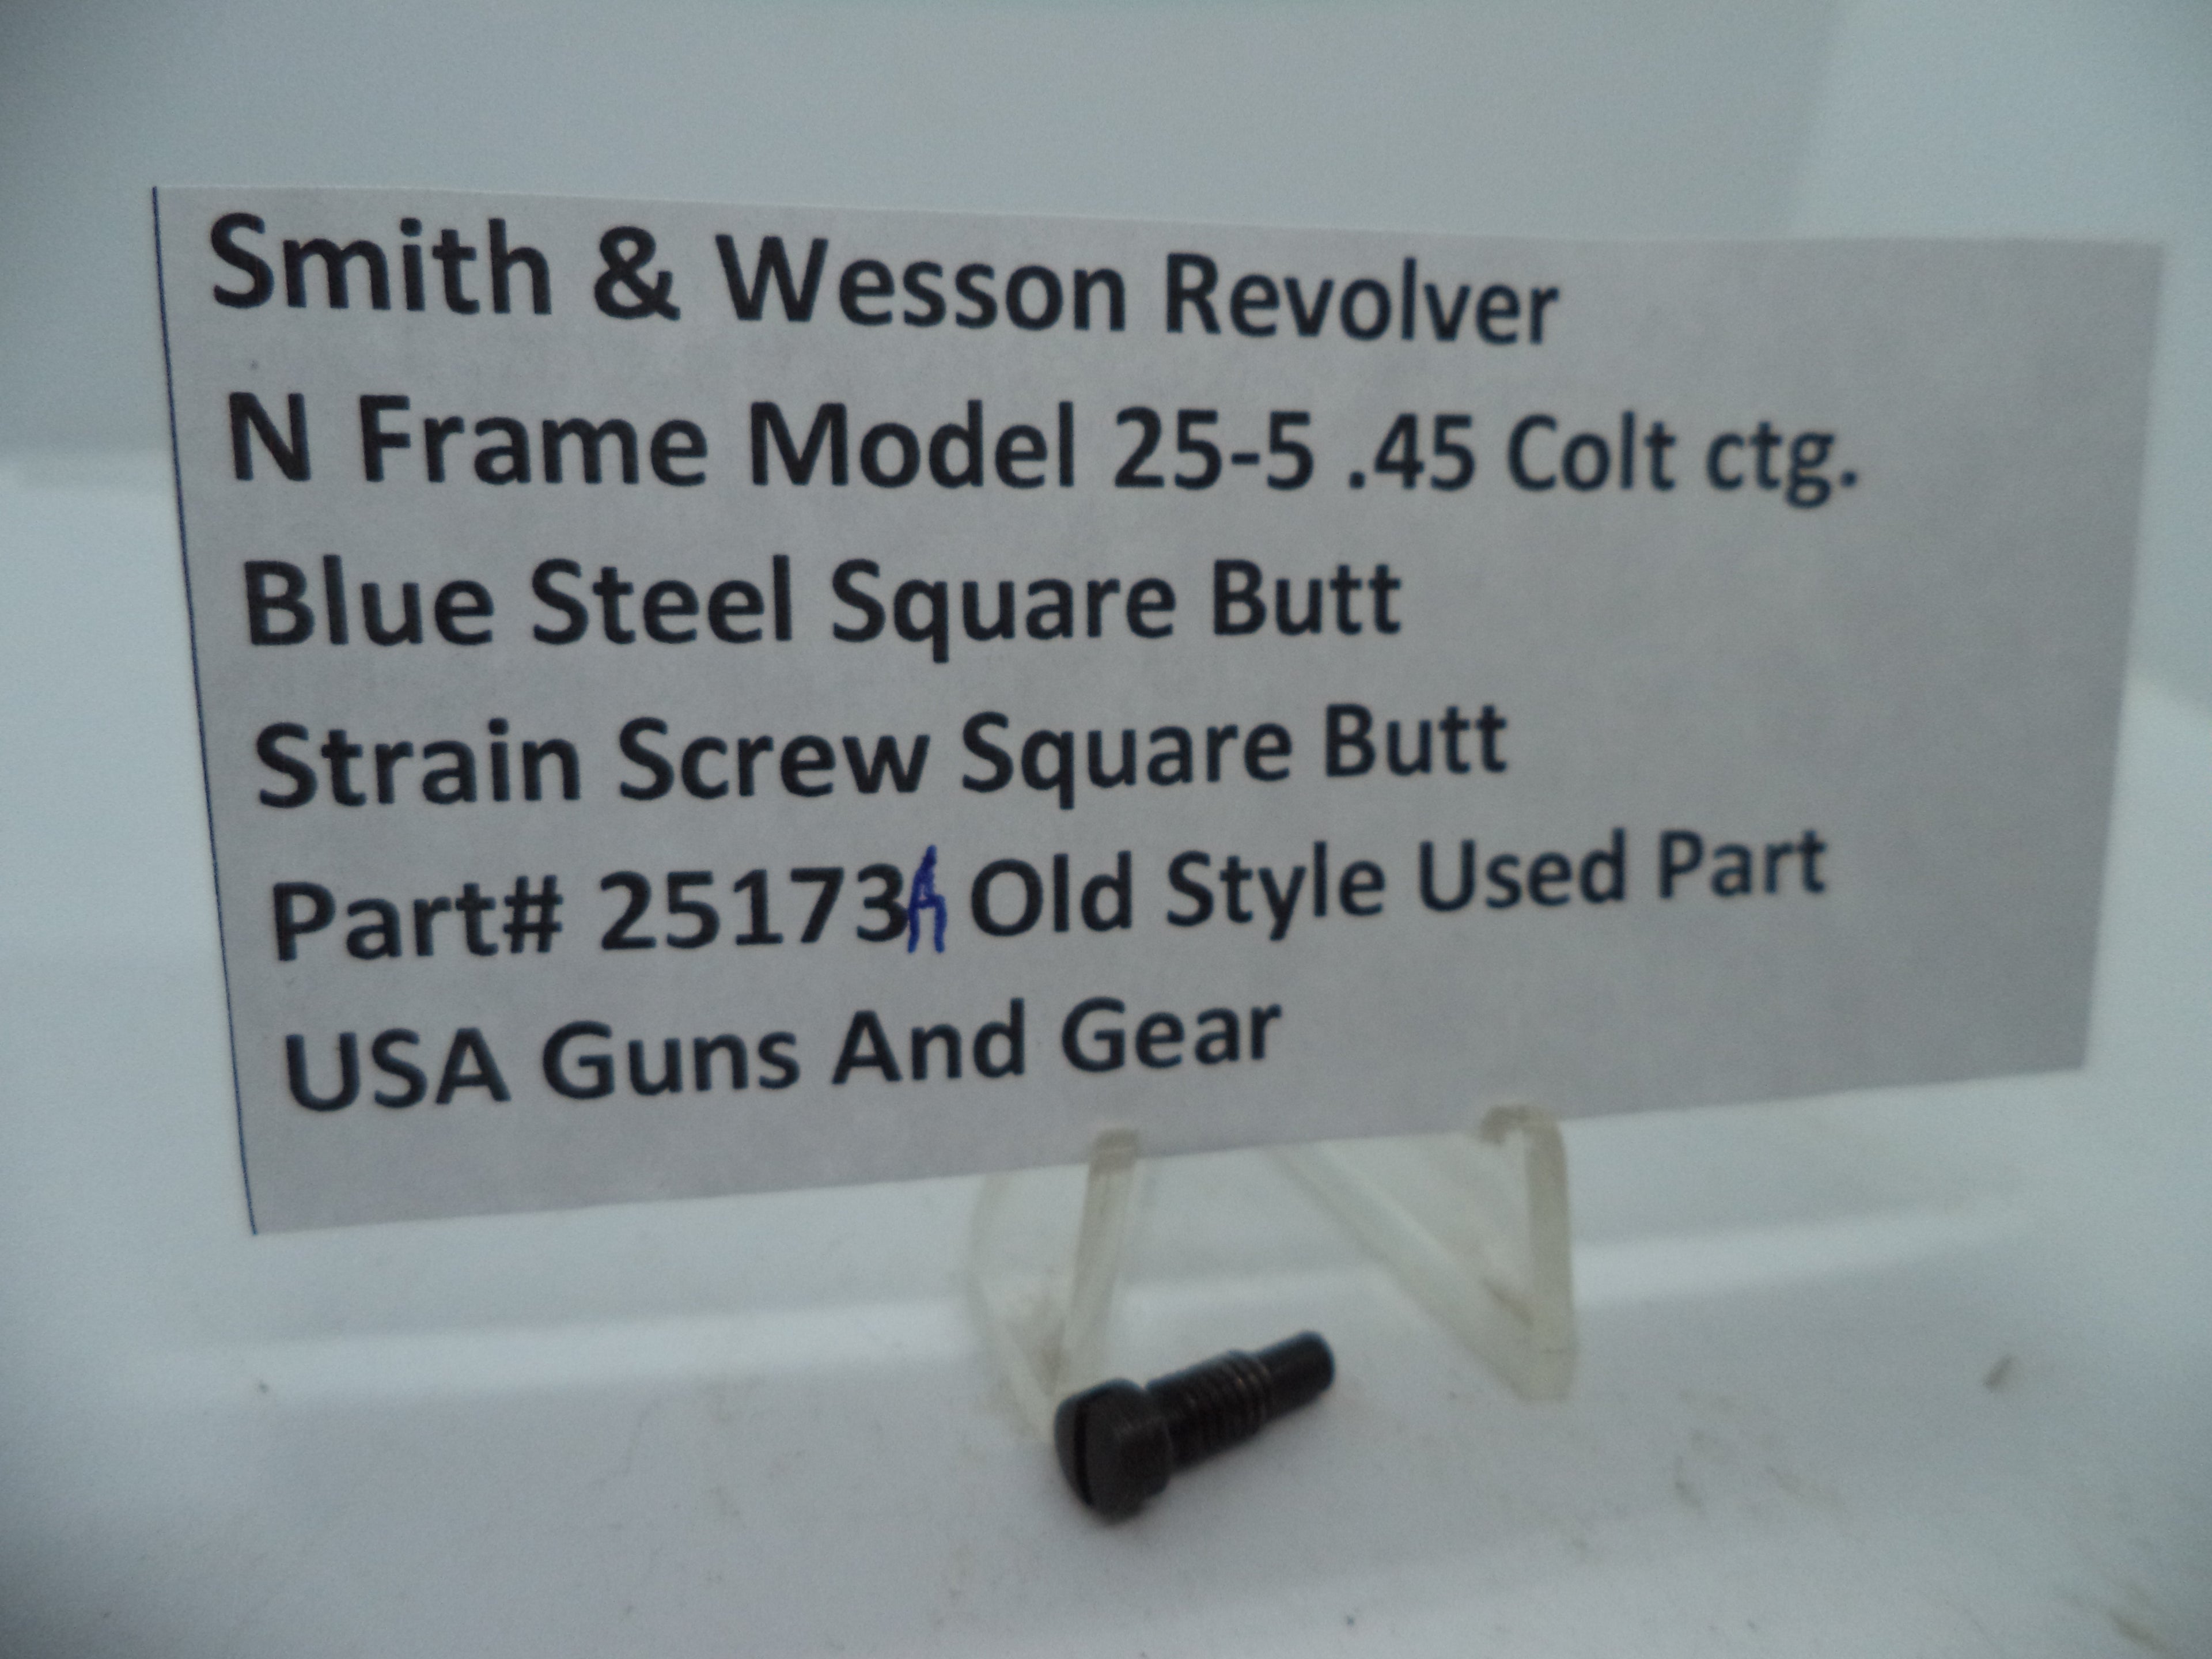 Smith & Wesson Revolver
N Frame Model 25-5 .45 Colt ctg.
Blue Steel Square Butt
Strain Screw Square Butt
Part# 25173A Old Style Used Part
USA Guns And Gear